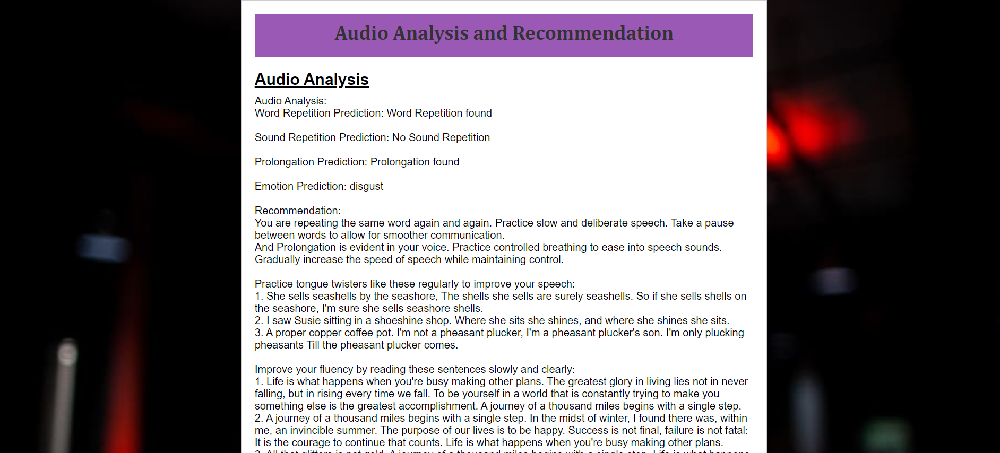 Audio Analysis and Recommendation
Audio Analysis
Audio Analysis:
Word Repetition Prediction: Word Repetition found
Sound Repetition Prediction: No Sound Repetition
Prolongation Prediction: Prolongation found
Emotion Prediction: disgust
Recommendation:
You are repeating the same word again and again. Practice slow and deliberate speech. Take a pause
between words to allow for smoother communication.
And Prolongation is evident in your voice. Practice controlled breathing to ease into speech sounds.
Gradually increase the speed of speech while maintaining control.
Practice tongue twisters like these regularly to improve your speech:
1. She sells seashells by the seashore, The shells she sells are surely seashells. So if she sells shells on
the seashore, I'm sure she sells seashore shells.
2. I saw Susie sitting in a shoeshine shop. Where she sits she shines, and where she shines she sits.
3. A proper copper coffee pot. I'm not a pheasant plucker, I'm a pheasant plucker's son. I'm only plucking
pheasants Till the pheasant plucker comes.
Improve your fluency by reading these sentences slowly and clearly:
1. Life is what happens when you're busy making other plans. The greatest glory in living lies not in never
falling, but in rising every time we fall. To be yourself in a world that is constantly trying to make you
something else is the greatest accomplishment. A journey of a thousand miles begins with a single step.
2. A journey of a thousand miles begins with a single step. In the midst of winter, I found there was, within
me, an invincible summer. The purpose of our lives is to be happy. Success is not final, failure is not fatal:
It is the courage to continue that counts. Life is what happens when you're busy making other plans.
3. All that glitters is not gold. A journey of a thousand miles begins with a single step. Life is what happens